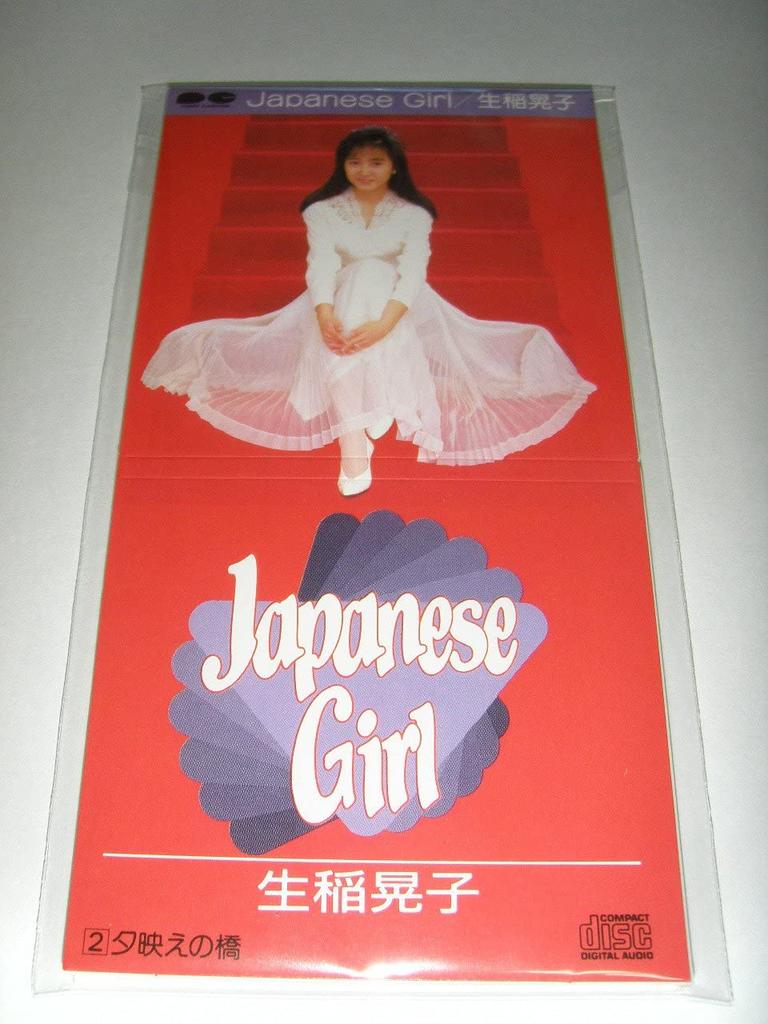 Japanese Girl/生稲晃子
Japanese
Girl
生稲晃子
2 夕映えの橋
COMPACT
disc
DIGITAL AUDIO